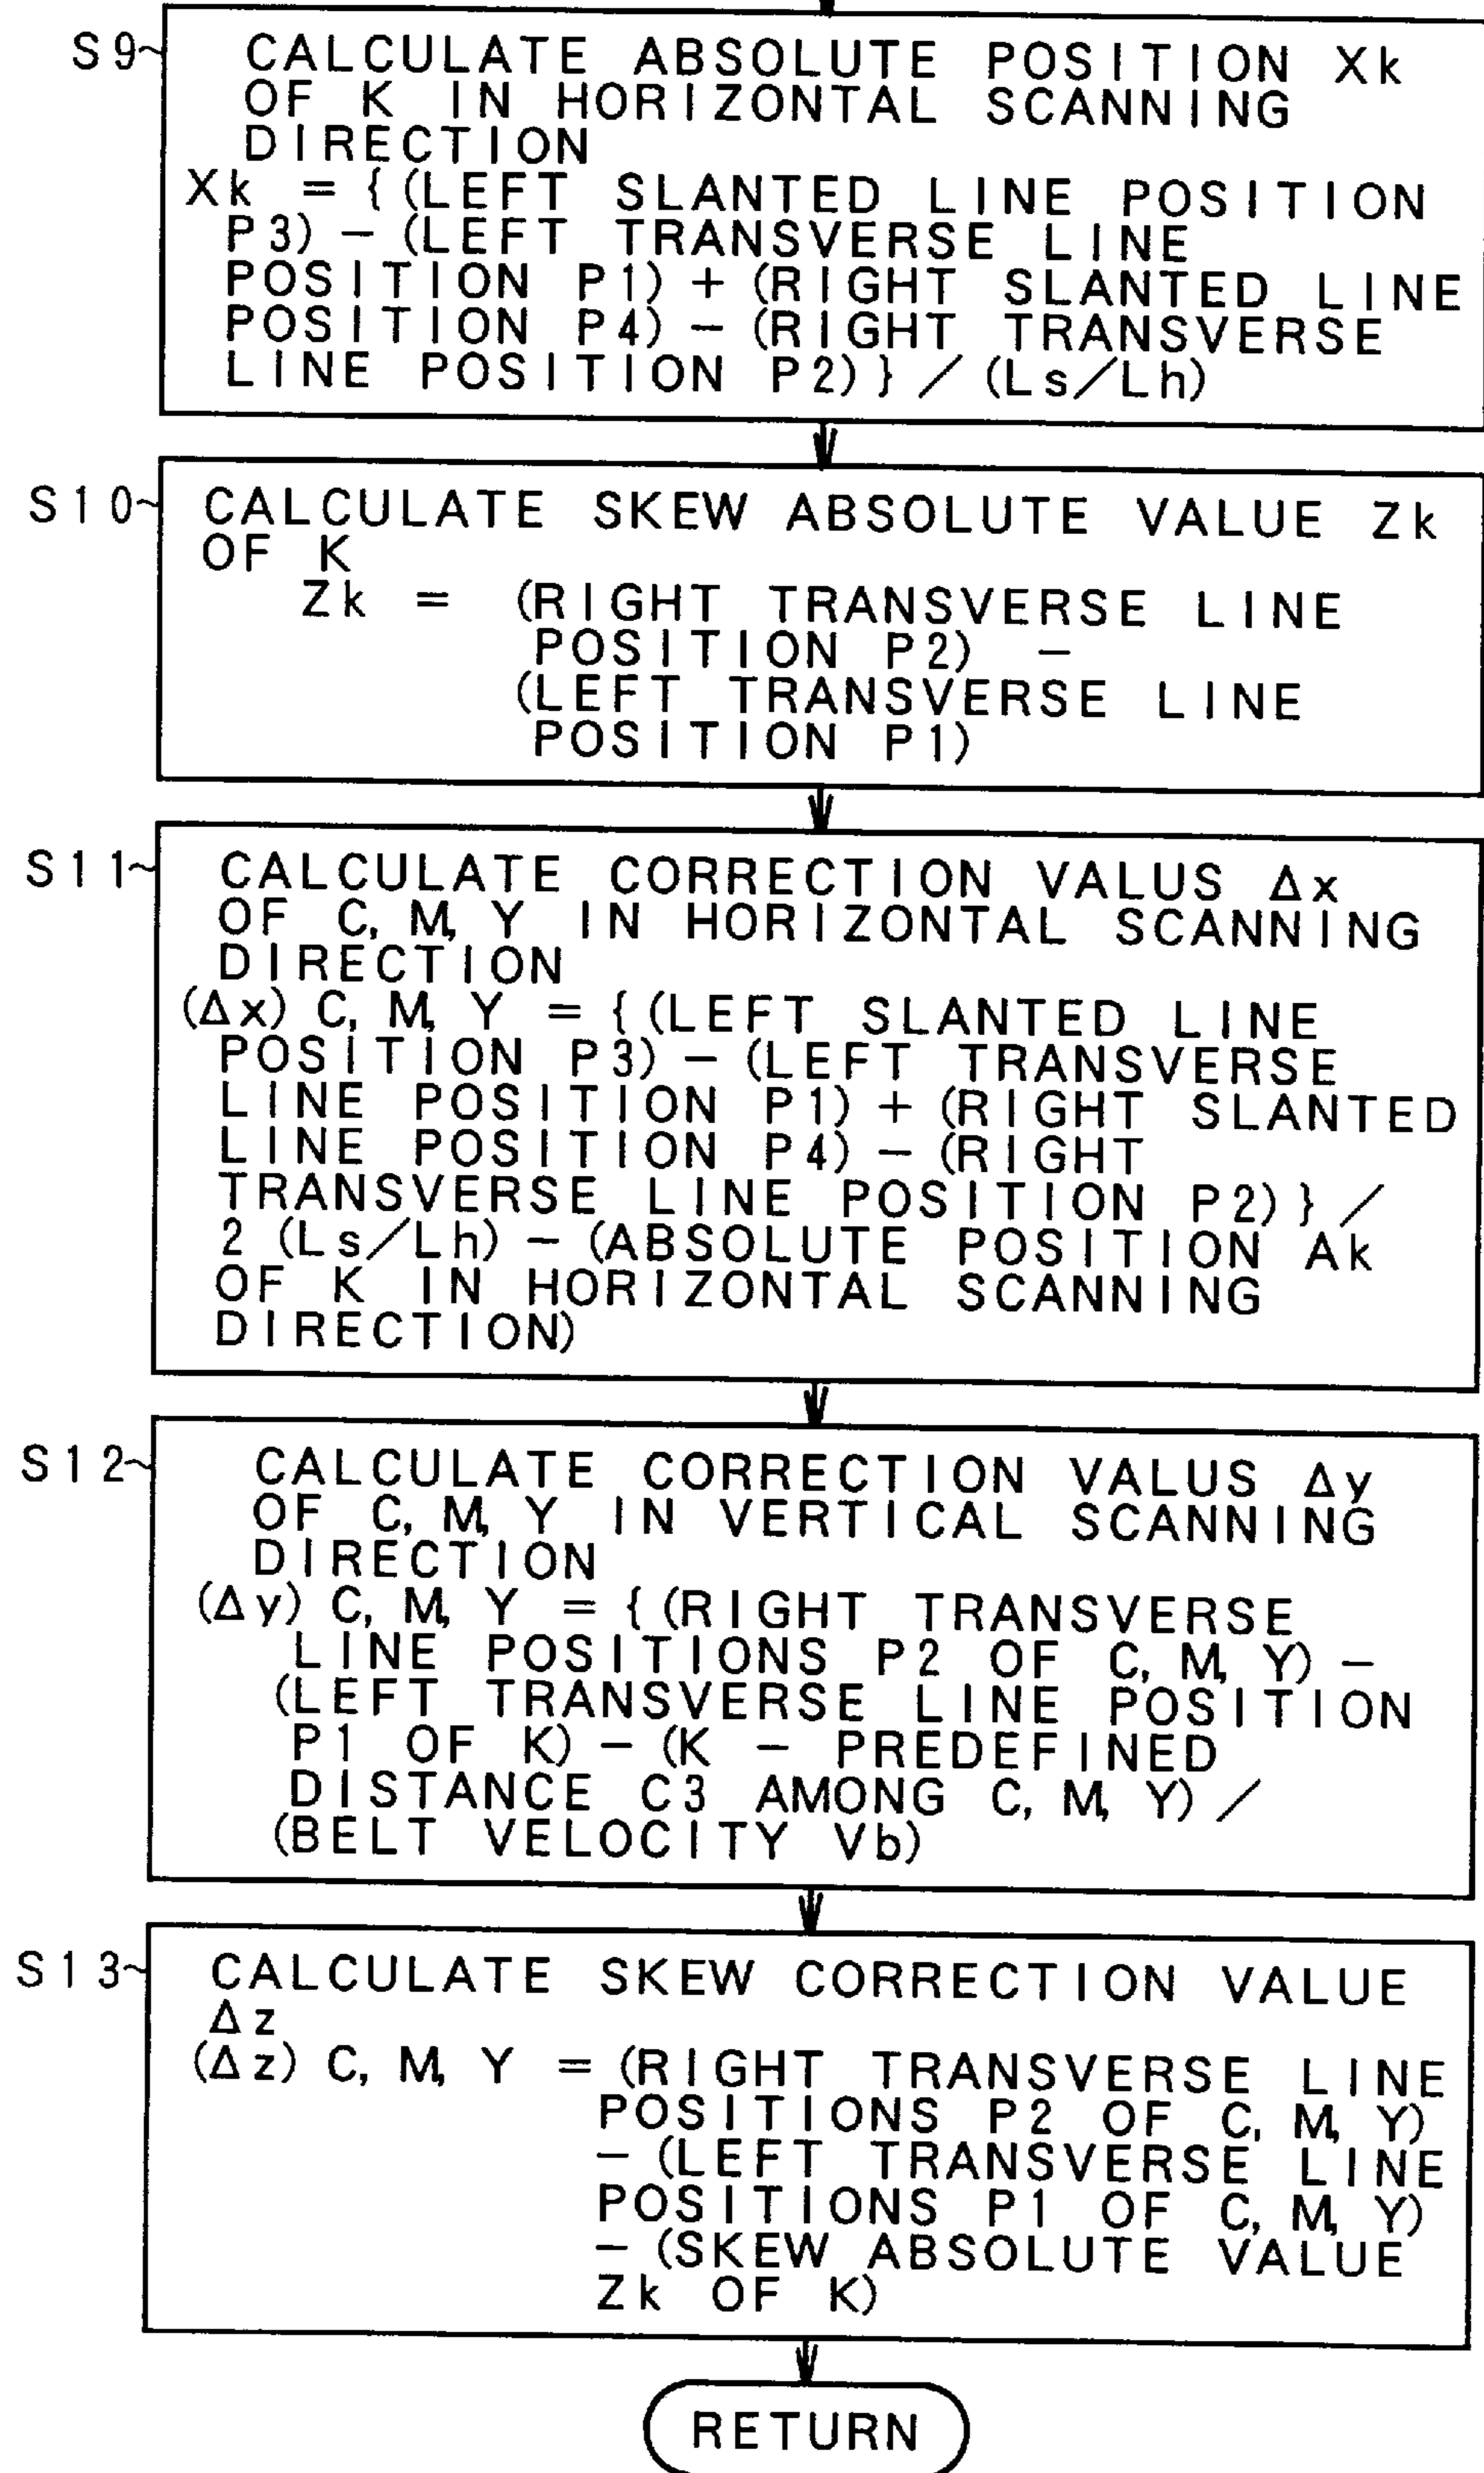 S9~ CALCULATE ABSOLUTE POSITION Xk
OF K IN HORIZONTAL SCANNING
DIRECTION
Xk = {(LEFT SLANTED LINE POSITION
P3) - (LEFT TRANSVERSE LINE
POSITION P1) + (RIGHT SLANTED LINE
POSITION P4) - (RIGHT TRANSVERSE
LINE POSITION P2)} / (Ls/Lh)
S10~ CALCULATE SKEW ABSOLUTE VALUE Zk
OF K
Zk = (RIGHT TRANSVERSE LINE
POSITION P2) -
(LEFT TRANSVERSE LINE
POSITION P1)
S11~ CALCULATE CORRECTION VALUS Δx
OF C, M, Y IN HORIZONTAL SCANNING
DIRECTION
(Δx) C, M, Y = {(LEFT SLANTED LINE
POSITION P3) - (LEFT TRANSVERSE
LINE POSITION P1) + (RIGHT SLANTED
LINE POSITION P4) - (RIGHT
TRANSVERSE LINE POSITION P2)} /
2 (Ls/Lh) - (ABSOLUTE POSITION Ak
OF K IN HORIZONTAL SCANNING
DIRECTION)
S12~ CALCULATE CORRECTION VALUS Δy
OF C, M, Y IN VERTICAL SCANNING
DIRECTION
(Δy) C, M, Y = {(RIGHT TRANSVERSE
LINE POSITIONS P2 OF C, M, Y) -
(LEFT TRANSVERSE LINE POSITION
P1 OF K) - (K - PREDEFINED
DISTANCE C3 AMONG C, M, Y) /
(BELT VELOCITY Vb)
S13~ CALCULATE SKEW CORRECTION VALUE
Δz
(Δz) C, M, Y = (RIGHT TRANSVERSE LINE
POSITIONS P2 OF C, M, Y)
- (LEFT TRANSVERSE LINE
POSITIONS P1 OF C, M, Y)
- (SKEW ABSOLUTE VALUE
Zk OF K)
RETURN